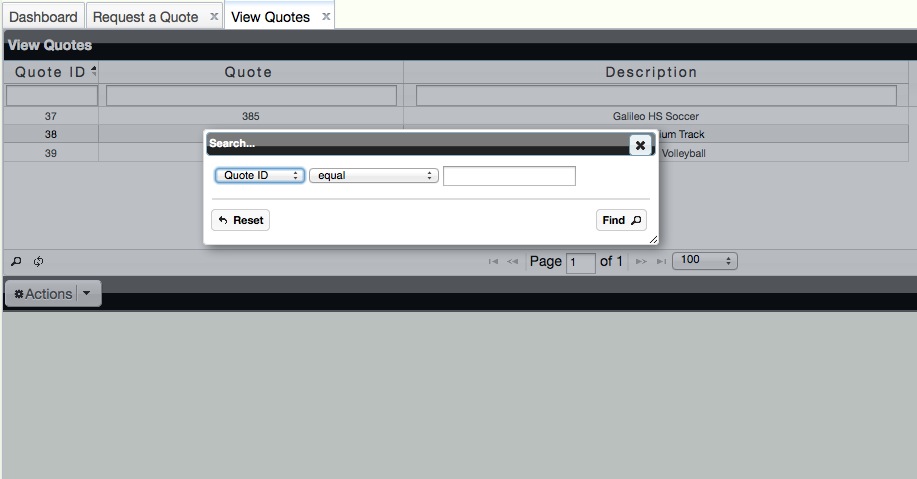 Dashboard Request a Quote x View Quotes x
View Quotes
Quote ID Quote Description
37 385 Galileo HS Soccer
38 Track
39 Volleyball
Search...
Quote ID equal
Reset Find
Page 1 of 1 100
Actions